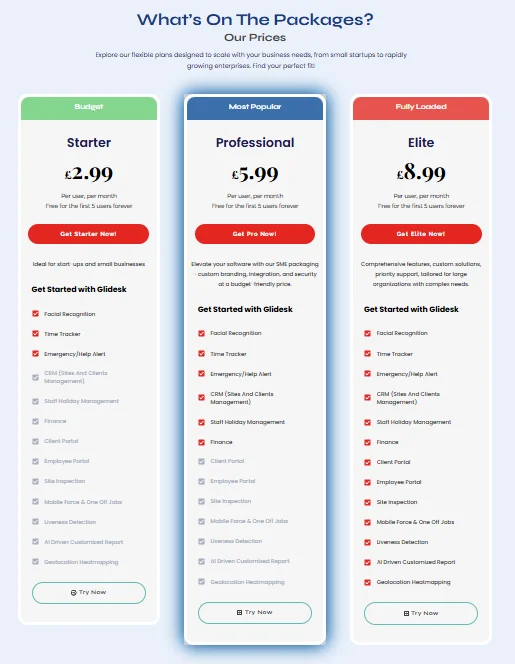 What's On The Packages?
Our Prices
Explore our flexible plans designed to scale with your business needs, from small startups to rapidly
growing enterprises. Find your perfect fit!
Budget
Starter
£2.99
Per user, per month
Free for the first 5 users forever
Get Starter Now!
Ideal for start-ups and small businesses
Get Started with Glidesk
Facial Recognition
Time Tracker
Emergency/Help Alert
CRM (Sites And Clients
Management)
Staff Holiday Management
Finance
Client Portal
Employee Portal
Site Inspection
Mobile Force & One Off Jobs
Liveness Detection
AI Driven Customised Report
Geolocation Heatmapping
Try Now
Most Popular
Professional
£5.99
Per user, per month
Free for the first 5 users forever
Get Pro Now!
Elevate your software with our SME packaging
- custom branding, integration, and security
at a budget-friendly price.
Get Started with Glidesk
Facial Recognition
Time Tracker
Emergency/Help Alert
CRM (Sites And Clients
Management)
Staff Holiday Management
Finance
Client Portal
Employee Portal
Site Inspection
Mobile Force & One Off Jobs
Liveness Detection
AI Driven Customised Report
Geolocation Heatmapping
Try Now
Fully Loaded
Elite
£8.99
Per user, per month
Free for the first 5 users forever
Get Elite Now!
Comprehensive features, custom solutions,
priority support, tailored for large
organizations with complex needs.
Get Started with Glidesk
Facial Recognition
Time Tracker
Emergency/Help Alert
CRM (Sites And Clients
Management)
Staff Holiday Management
Finance
Client Portal
Employee Portal
Site Inspection
Mobile Force & One Off Jobs
Liveness Detection
AI Driven Customised Report
Geolocation Heatmapping
Try Now